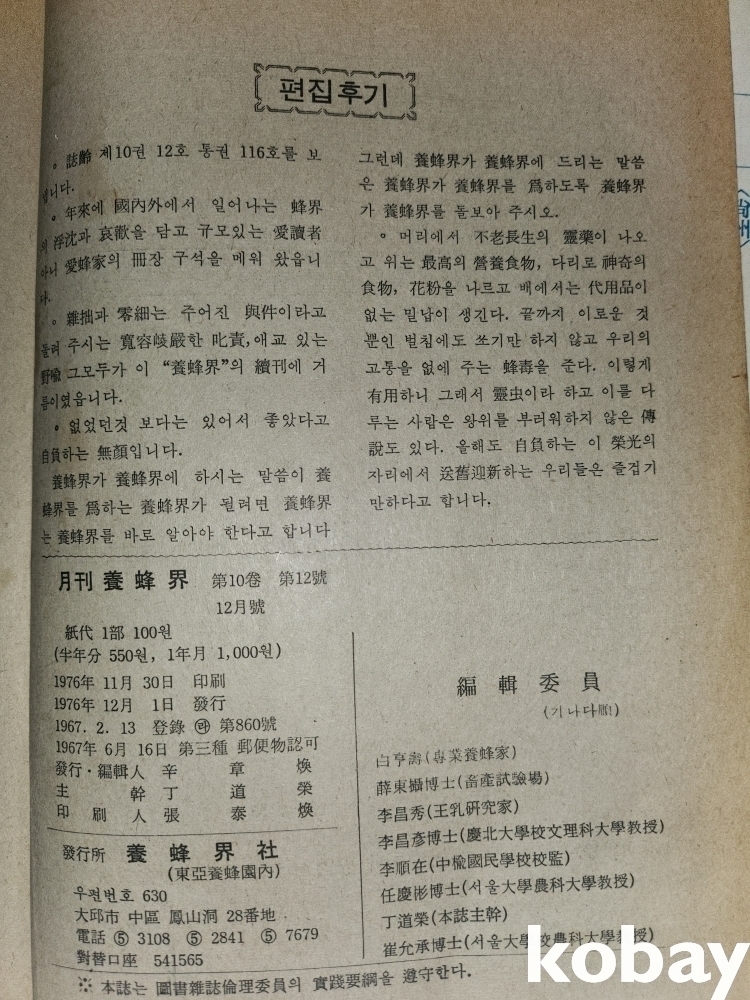 편집후기
◦ 誌齡 제10권 12호 통권 116호를 보
냅니다.
◦ 年來에 國內外에서 일어나는 蜂界
의 浮沈과 哀歡을 담고 규모있는 愛讀者
아니 愛蜂家의 冊장 구석을 메워 왔읍니
다.
◦ 雜拙과 零細는 주어진 與件이라고
돌려 주시는 寬容峻嚴한 叱責, 애교 있는
野喩 그모두가 이 “養蜂界”의 續刊에 거
름이였읍니다.
◦ 없었던것 보다는 있어서 좋았다고
自負하는 無顔입니다.
養蜂界가 養蜂界에 하시는 말씀이 養
蜂界를 爲하는 養蜂界가 될려면 養蜂界
는 養蜂界를 바로 알아야 한다고 합니다
그런데 養蜂界가 養蜂界에 드리는 말씀
은 養蜂界가 養蜂界를 爲하도록 養蜂界
가 養蜂界를 돌보아 주시오.
◦ 머리에서 不老長生의 靈藥이 나오
고 위는 最高의 營養食物, 다리로 神奇의
食物, 花粉을 나르고 배에서는 代用品이
없는 밀납이 생긴다. 끝까지 이로운 것
뿐인 벌침에도 쏘기만 하지 않고 우리의
고통을 없에 주는 蜂毒을 준다. 이렇게
有用하니 그래서 靈虫이라 하고 이를 다
루는 사람은 왕위를 부러워하지 않은 傳
說도 있다. 올해도 自負하는 이 榮光의
자리에서 送舊迎新하는 우리들은 즐겁기
만하다고 합니다.
月刊 養蜂界 第10卷 第12號
12月號
紙代 1部 100원
(半年分 550원, 1年月 1,000원)
1976年 11月 30日 印刷
1976年 12月 1日 發行
1967. 2. 13 登錄 ㉱ 第860號
1967年 6月 16日 第三種 郵便物認可
發行·編輯人 辛章煥
主幹 丁道榮
印刷人 張泰煥
發行所 養蜂界社
(東亞養蜂園內)
우편번호 630
大邱市 中區 鳳山洞 28番地
電話 ⑤ 3108 ⑤ 2841 ⑤ 7679
對替口座 541565
編輯委員
(기나다順)
白亨壽(專業養蜂家)
薛東攝博士(畜產試驗場)
李昌秀(王乳硏究家)
李昌彥博士(慶北大學校文理科大學教授)
李順在(中楡國民學校校監)
任慶彬博士(서울大學農科大學教授)
丁道榮(本誌主幹)
崔允承博士(서울大學校農科大學教授)
※ 本誌는 圖書雜誌倫理委員의 實踐要綱을 遵守한다.
kobay